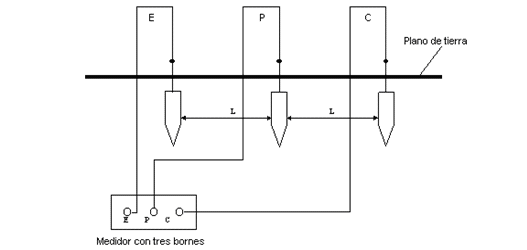 E P C
Plano de tierra
L L
E P C
Medidor con tres bornes